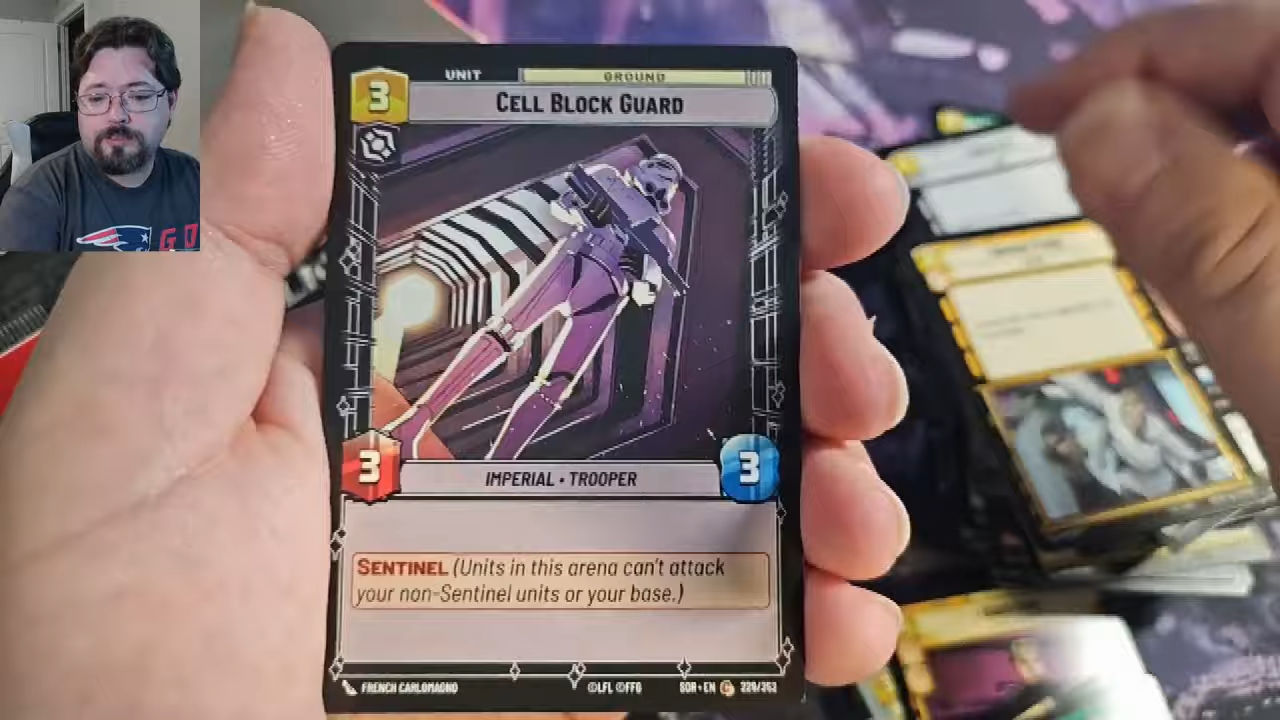 3
UNIT
GROUND
CELL BLOCK GUARD
3
IMPERIAL • TROOPER
3
SENTINEL (Units in this arena can't attack
your non-Sentinel units or your base.)
FRENCH CARLOMAGNO
©LFL ©FFG
SOR • EN C
GO